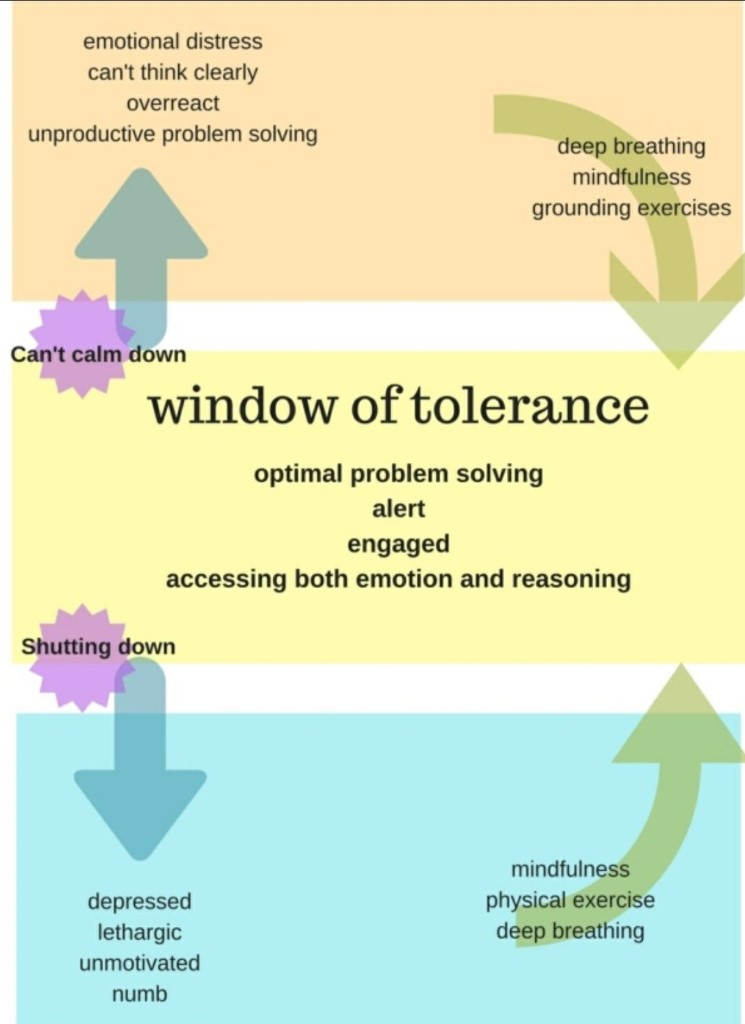 emotional distress
can't think clearly
overreact
unproductive problem solving
deep breathing
mindfulness
grounding exercises
Can't calm down
window of tolerance
optimal problem solving
alert
engaged
accessing both emotion and reasoning
Shutting down
mindfulness
physical exercise
deep breathing
depressed
lethargic
unmotivated
numb